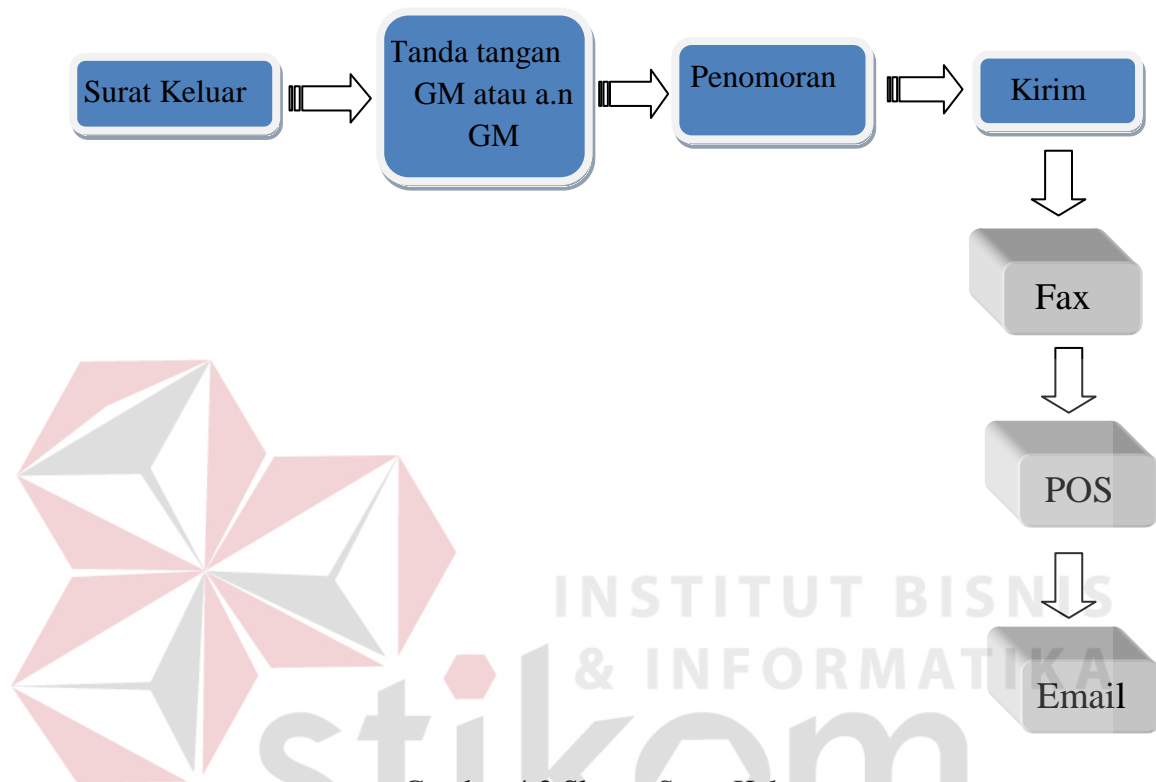 Surat Keluar
Tanda tangan
GM atau a.n
GM
Penomoran
Kirim
Fax
POS
Email
INSTITUT BISNIS
& INFORMATIKA
stikom